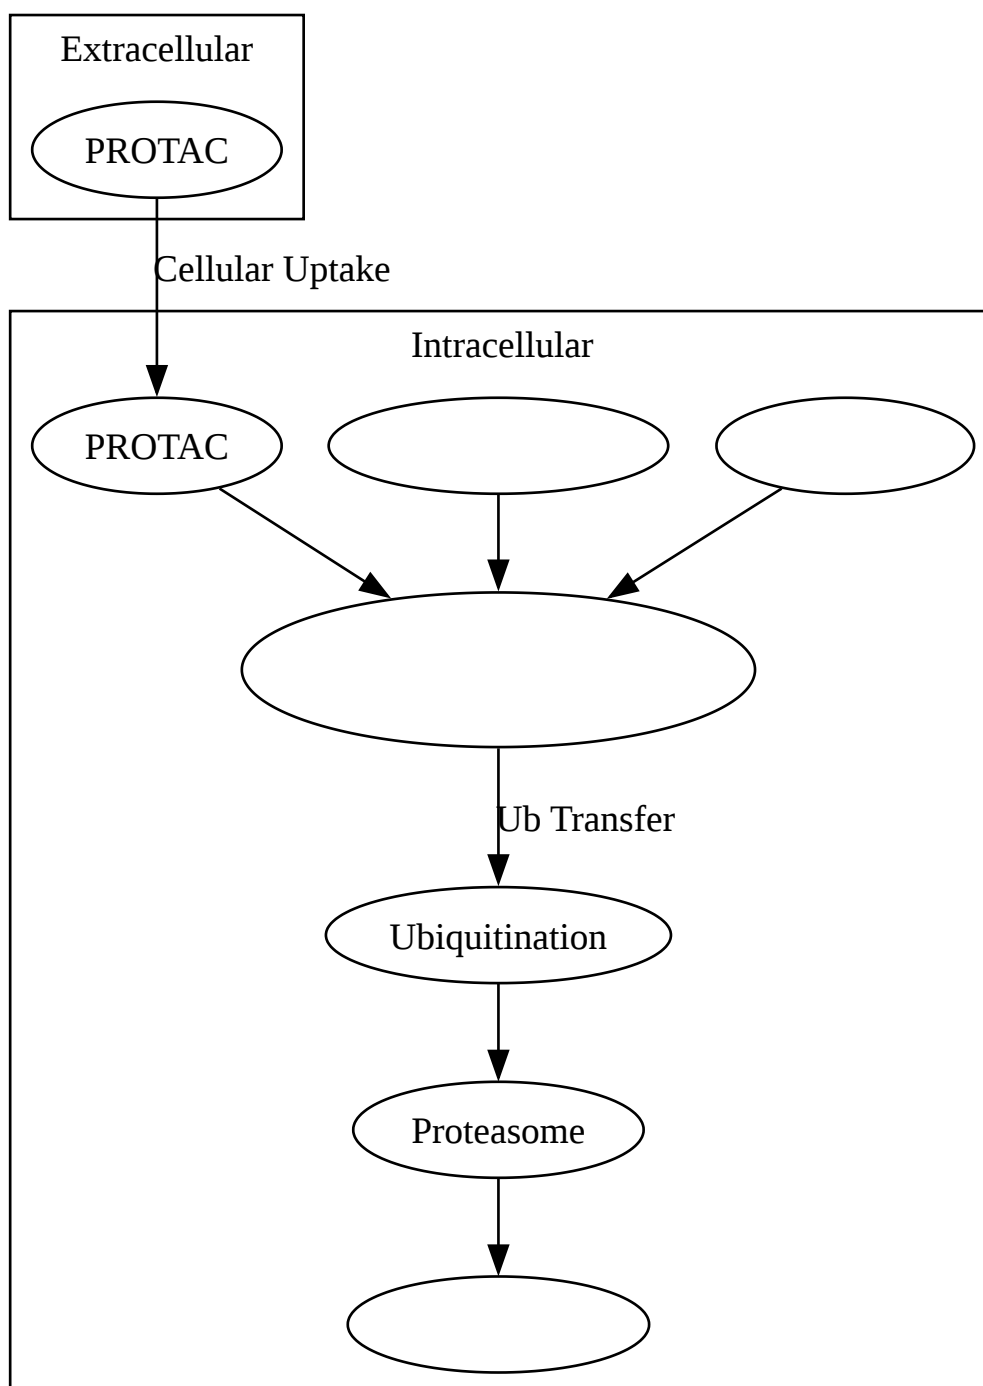 Extracellular
PROTAC
Cellular Uptake
Intracellular
PROTAC
Ub Transfer
Ubiquitination
Proteasome